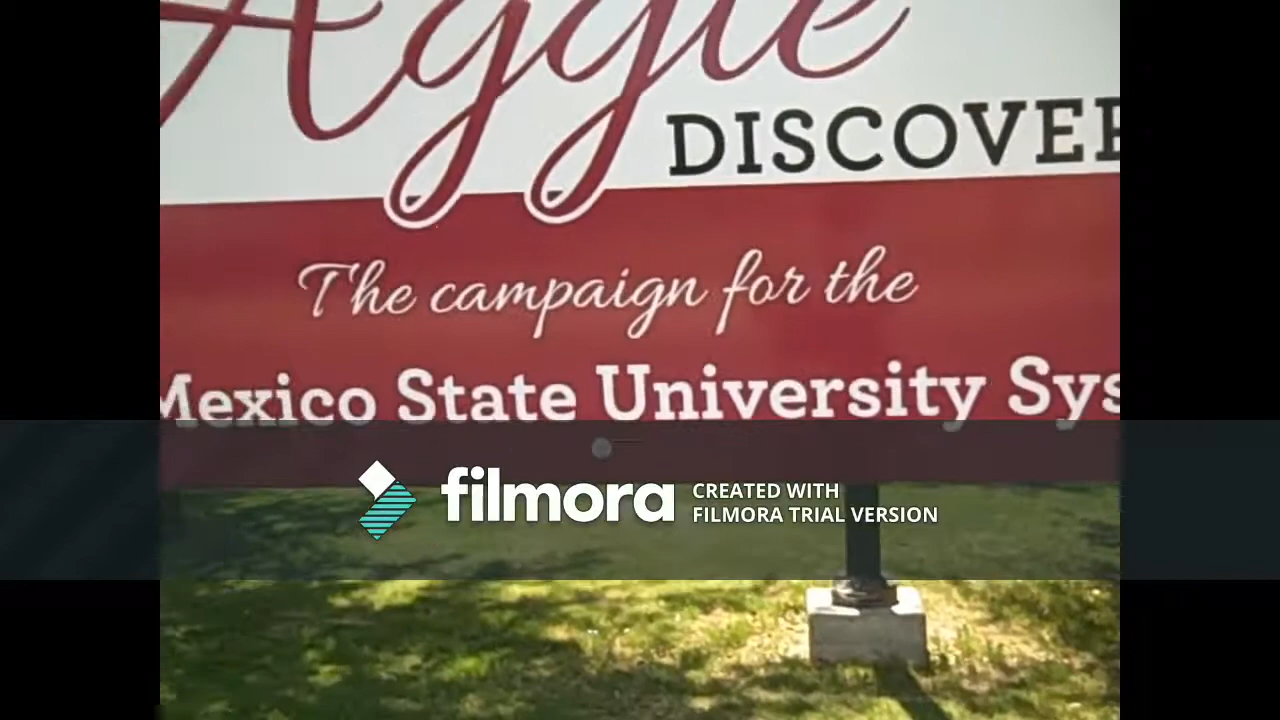 Aggie
DISCOVER
The campaign for the
Mexico State University Sys
filmora
CREATED WITH
FILMORA TRIAL VERSION